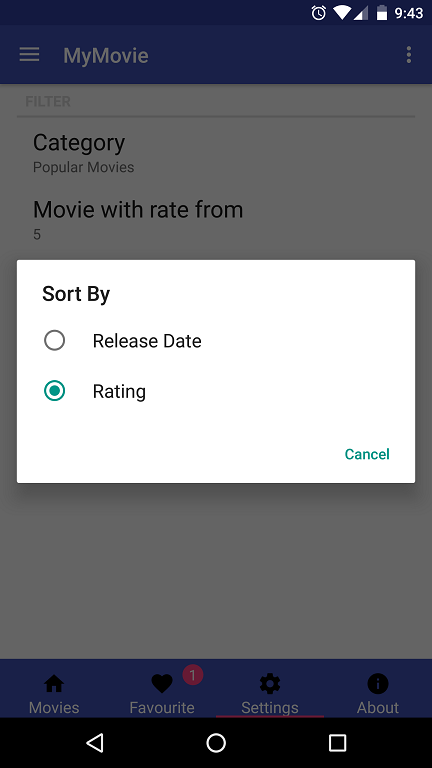 9:43
MyMovie
FILTER
Category
Popular Movies
Movie with rate from
5
Sort By
Release Date
Rating
Cancel
1
Movies Favourite Settings About